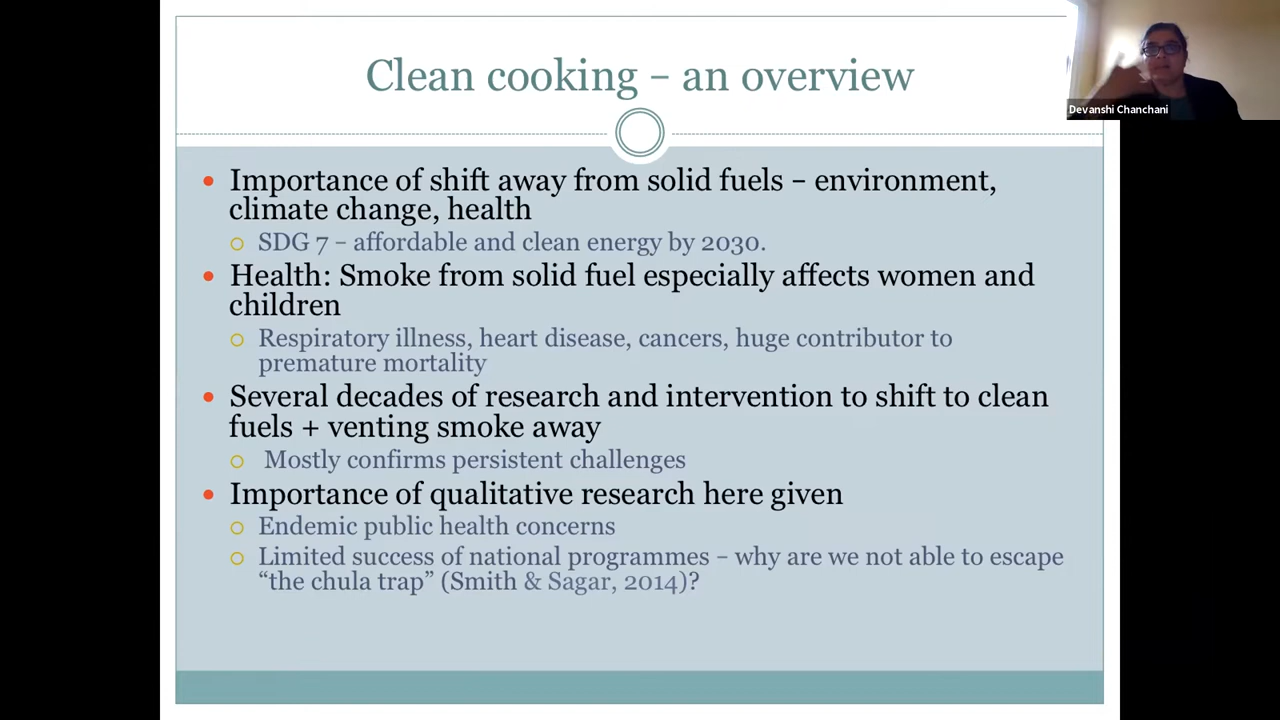 Clean cooking – an overview
Devanshi Chanchani
• Importance of shift away from solid fuels – environment,
climate change, health
○ SDG 7 – affordable and clean energy by 2030.
• Health: Smoke from solid fuel especially affects women and
children
○ Respiratory illness, heart disease, cancers, huge contributor to
premature mortality
• Several decades of research and intervention to shift to clean
fuels + venting smoke away
○ Mostly confirms persistent challenges
• Importance of qualitative research here given
○ Endemic public health concerns
○ Limited success of national programmes – why are we not able to escape
“the chula trap” (Smith & Sagar, 2014)?